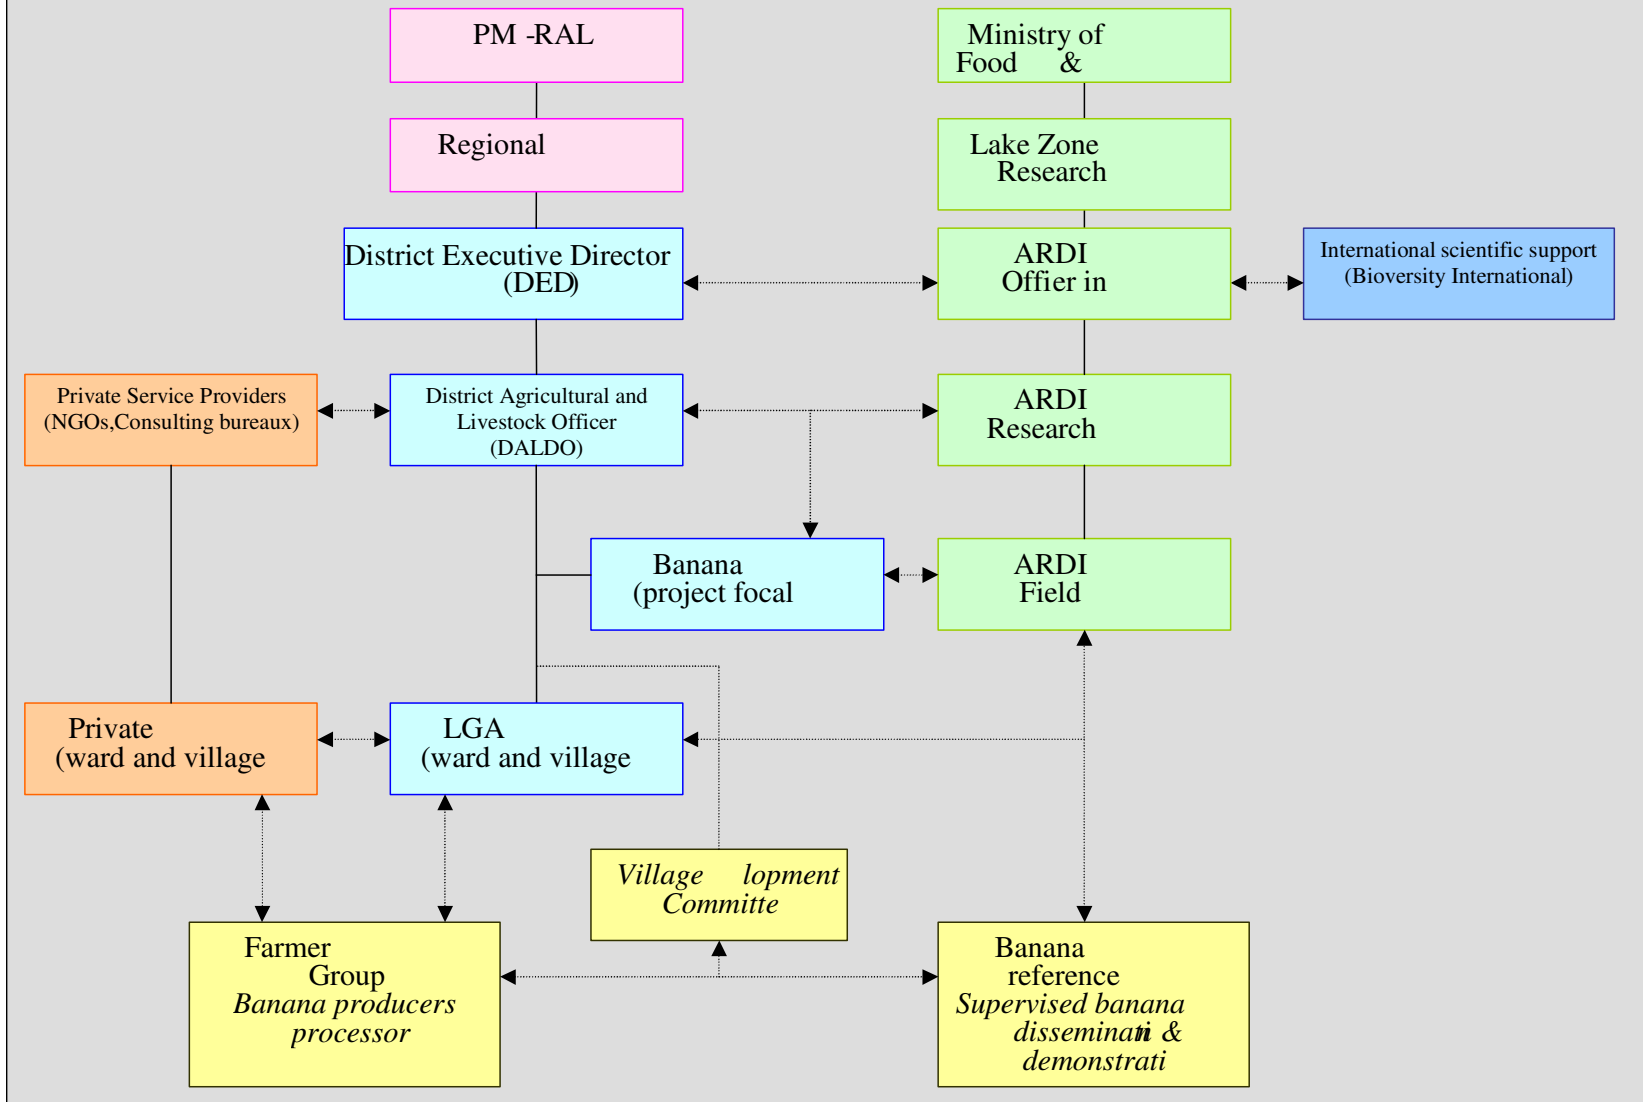 PM -RAL
Ministry of
Food &
Regional
Lake Zone
Research
District Executive Director
(DED)
ARDI
Offier in
International scientific support
(Bioversity International)
Private Service Providers
(NGOs,Consulting bureaux)
District Agricultural and
Livestock Officer
(DALDO)
ARDI
Research
Banana
(project focal
ARDI
Field
Private
(ward and village
LGA
(ward and village
Village lopment
Committe
Farmer
Group
Banana producers
processor
Banana
reference
Supervised banana
disseminati &
demonstrati